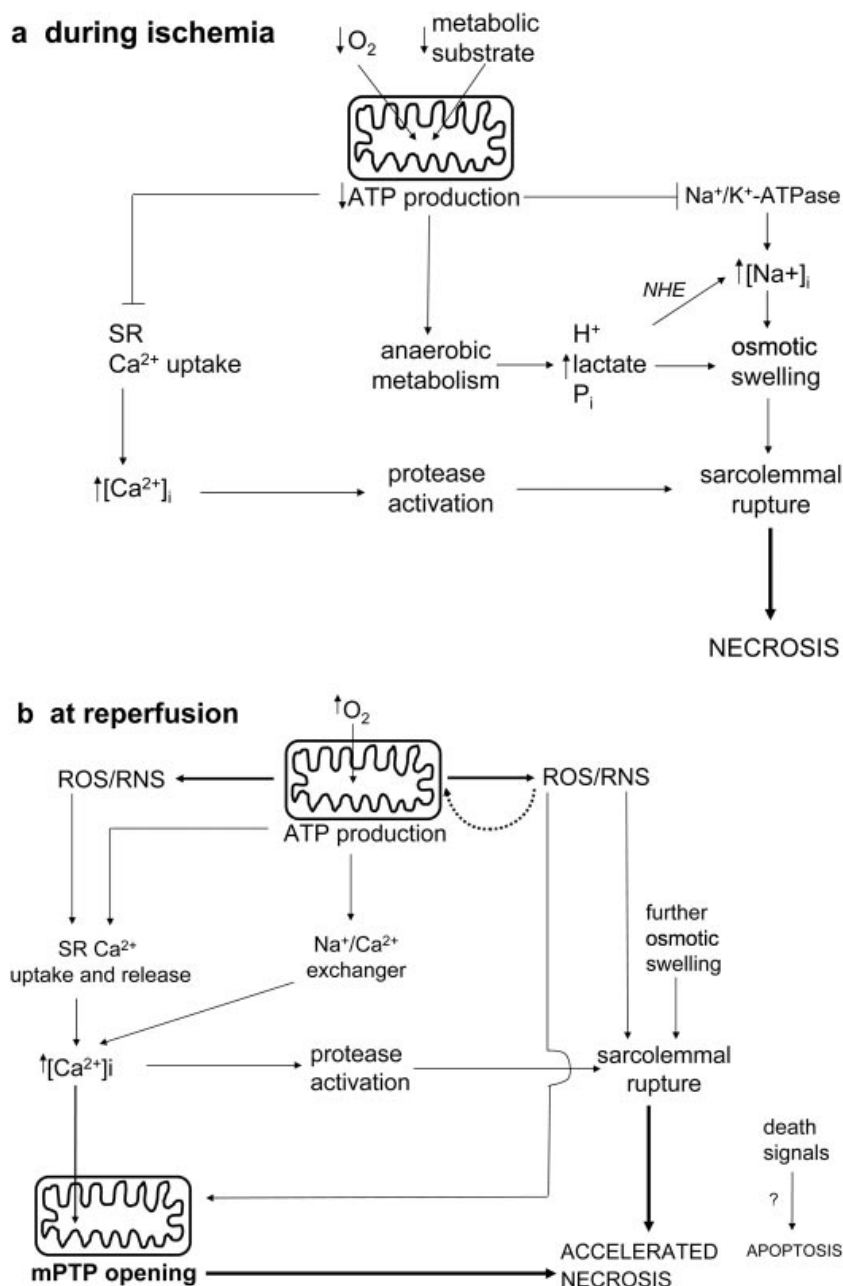 a during ischemia
↓O₂
↓metabolic
substrate
↓ATP production
Na⁺/K⁺-ATPase
↑[Na+]ᵢ
NHE
SR
Ca²⁺ uptake
anaerobic
metabolism
H⁺
↑lactate
Pᵢ
osmotic
swelling
↑[Ca²⁺]ᵢ
protease
activation
sarcolemmal
rupture
NECROSIS
b at reperfusion
↑O₂
ROS/RNS
ROS/RNS
ATP production
further
osmotic
swelling
SR Ca²⁺
uptake and release
Na⁺/Ca²⁺
exchanger
↑[Ca²⁺]i
protease
activation
sarcolemmal
rupture
death
signals
?
mPTP opening
ACCELERATED
NECROSIS
APOPTOSIS